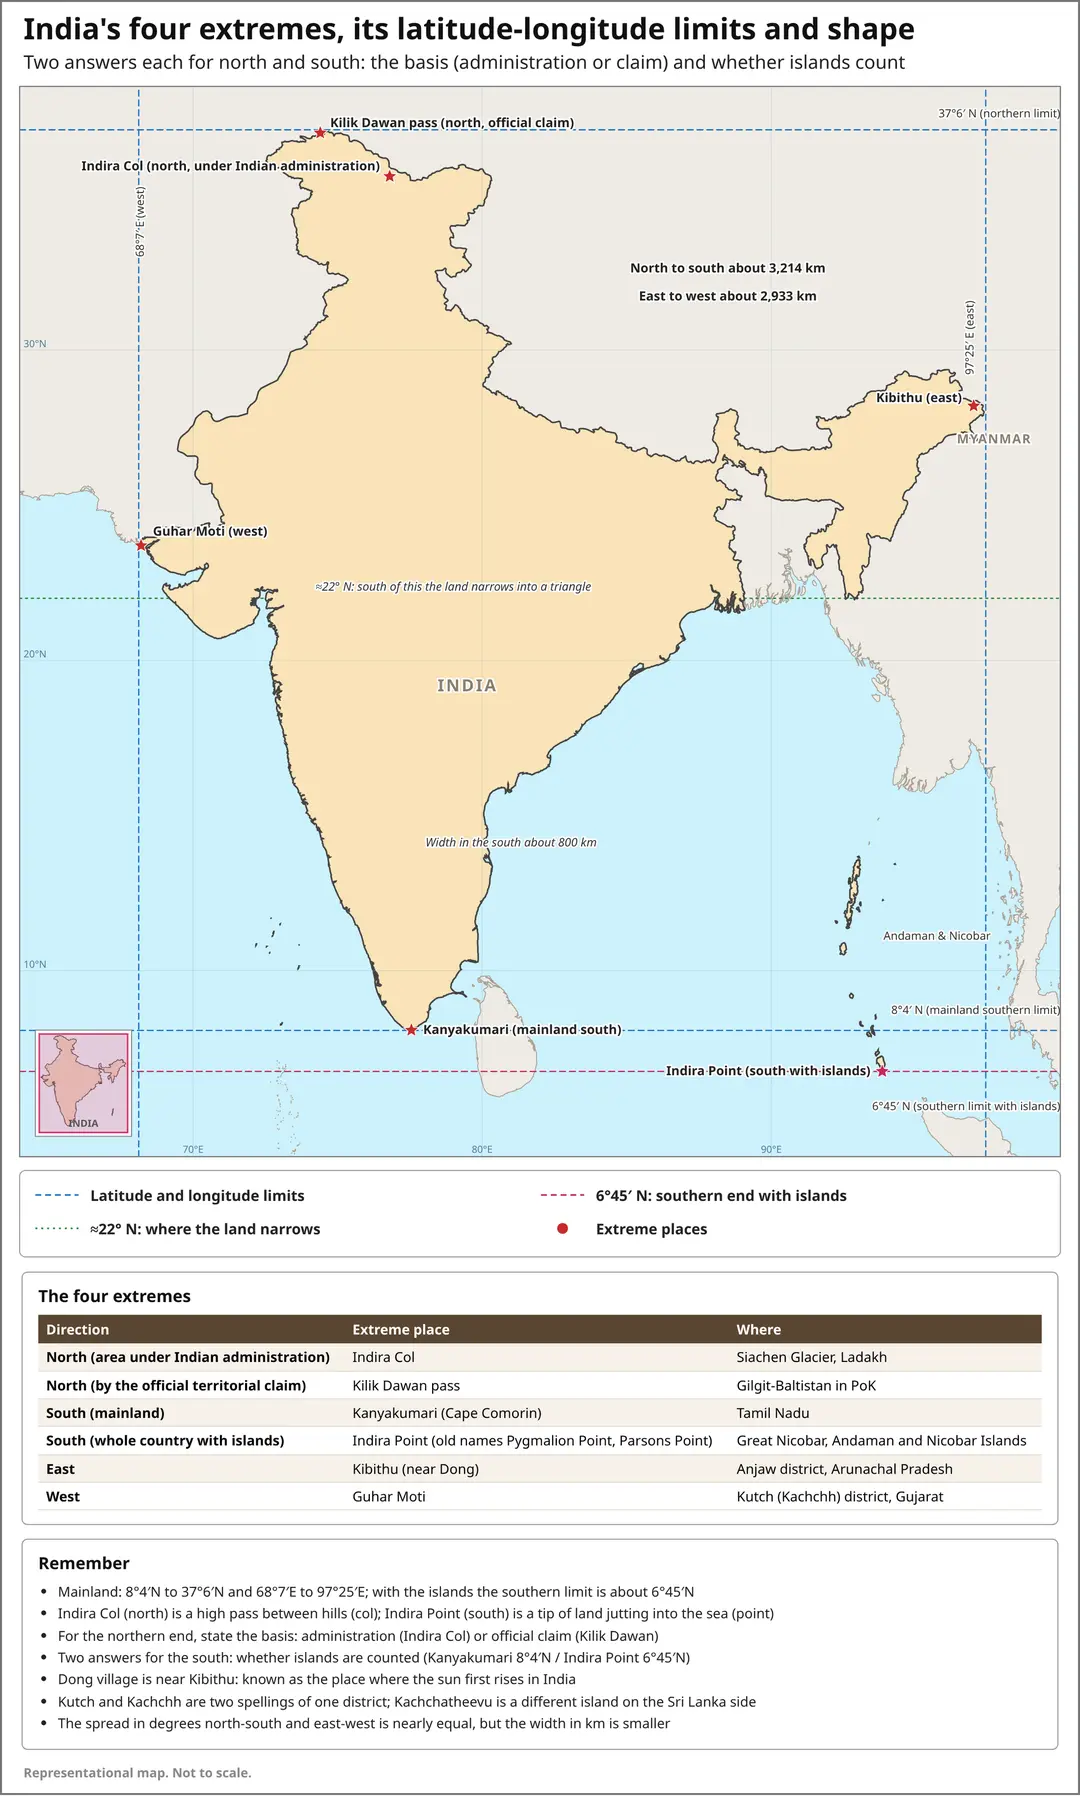 India's four extremes, its latitude-longitude limits and shape
Two answers each for north and south: the basis (administration or claim) and whether islands count
37°6′ N (northern limit)
Kilik Dawan pass (north, official claim)
Indira Col (north, under Indian administration)
68°7′ E (west)
North to south about 3,214 km
East to west about 2,933 km
97°25′ E (east)
30°N
Kibithu (east)
MYANMAR
Guhar Moti (west)
≈22° N: south of this the land narrows into a triangle
20°N
INDIA
Width in the south about 800 km
Andaman & Nicobar
10°N
8°4′ N (mainland southern limit)
Kanyakumari (mainland south)
Indira Point (south with islands)
6°45′ N (southern limit with islands)
INDIA
70°E
80°E
90°E
Latitude and longitude limits
6°45′ N: southern end with islands
≈22° N: where the land narrows
Extreme places
The four extremes
Direction Extreme place Where
North (area under Indian administration) Indira Col Siachen Glacier, Ladakh
North (by the official territorial claim) Kilik Dawan pass Gilgit-Baltistan in PoK
South (mainland) Kanyakumari (Cape Comorin) Tamil Nadu
South (whole country with islands) Indira Point (old names Pygmalion Point, Parsons Point) Great Nicobar, Andaman and Nicobar Islands
East Kibithu (near Dong) Anjaw district, Arunachal Pradesh
West Guhar Moti Kutch (Kachchh) district, Gujarat
Remember
• Mainland: 8°4′N to 37°6′N and 68°7′E to 97°25′E; with the islands the southern limit is about 6°45′N
• Indira Col (north) is a high pass between hills (col); Indira Point (south) is a tip of land jutting into the sea (point)
• For the northern end, state the basis: administration (Indira Col) or official claim (Kilik Dawan)
• Two answers for the south: whether islands are counted (Kanyakumari 8°4′N / Indira Point 6°45′N)
• Dong village is near Kibithu: known as the place where the sun first rises in India
• Kutch and Kachchh are two spellings of one district; Kachchatheevu is a different island on the Sri Lanka side
• The spread in degrees north-south and east-west is nearly equal, but the width in km is smaller
Representational map. Not to scale.